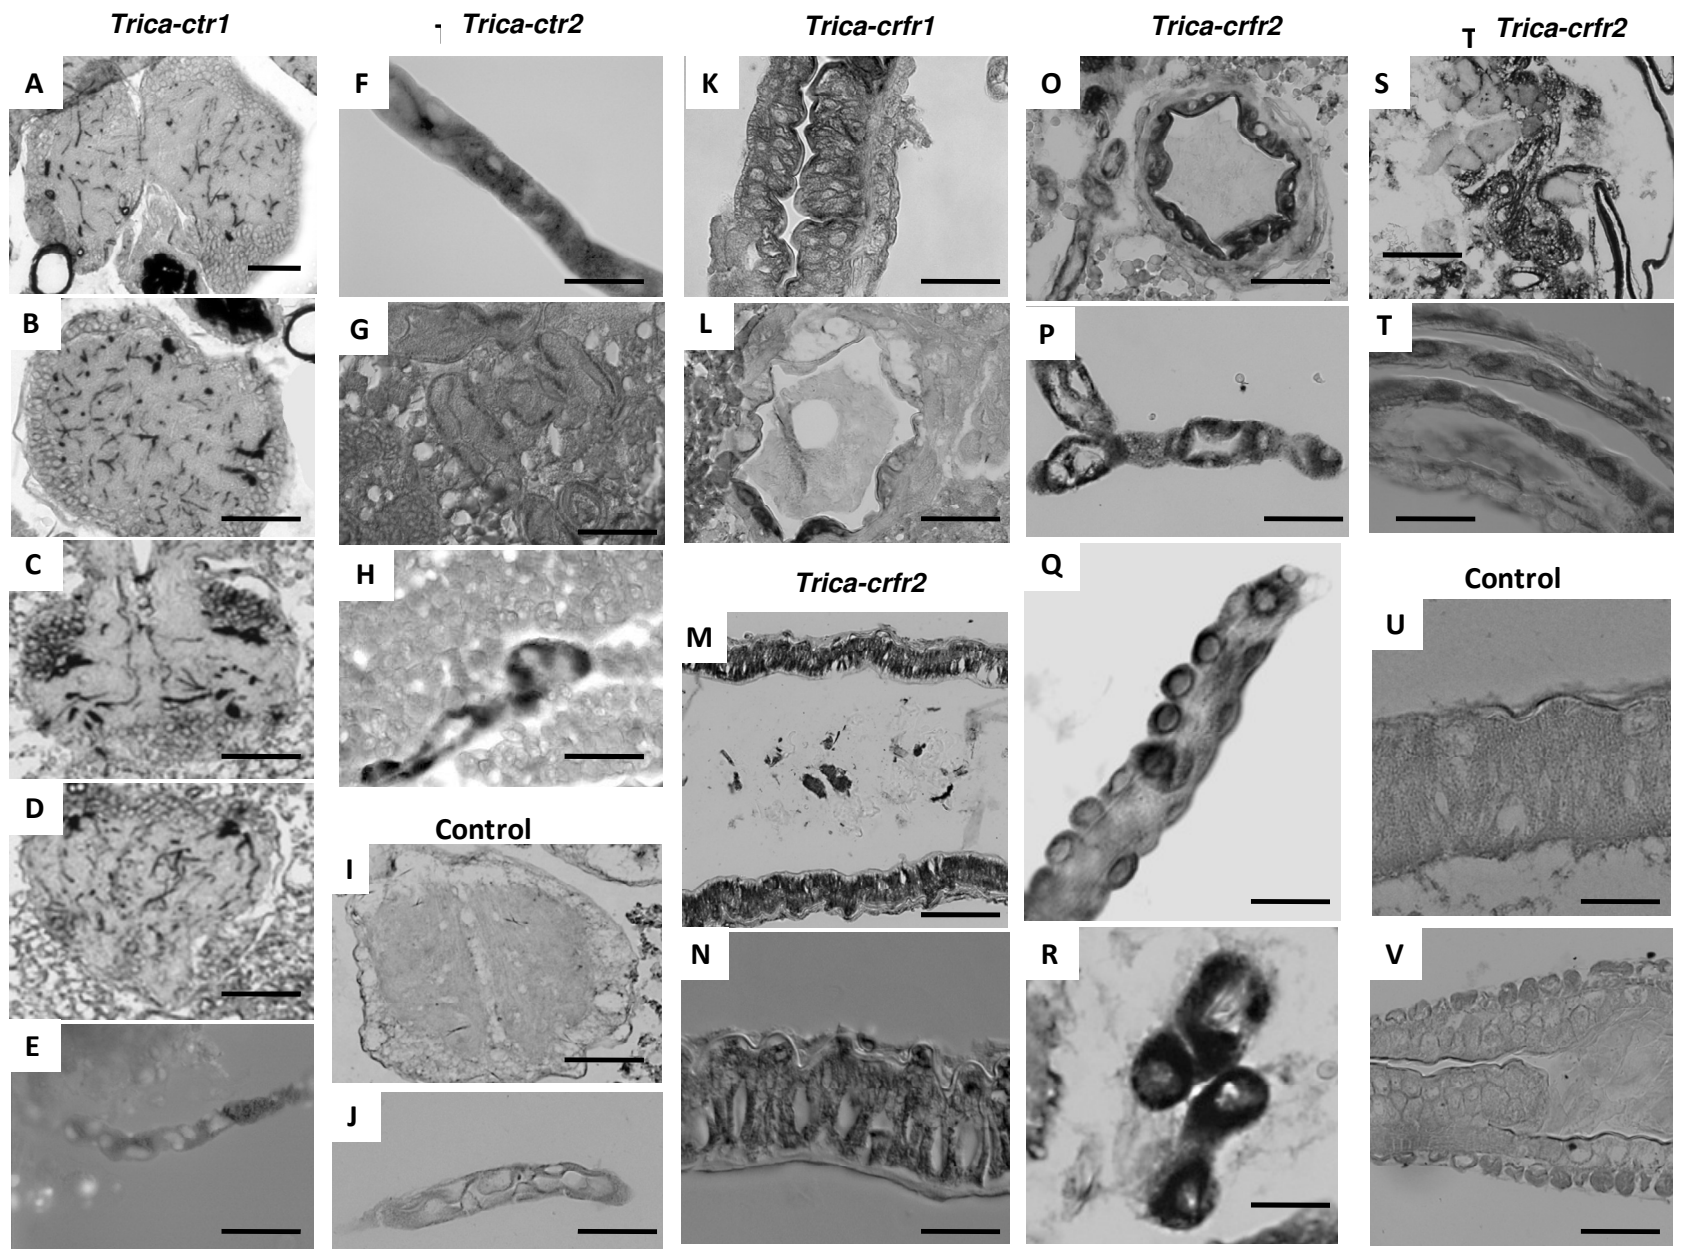 Trica-ctr1
Trica-ctr2
Trica-crfr1
Trica-crfr2
T Trica-crfr2
A
F
K
O
S
B
G
L
P
T
C
H
Trica-crfr2
Q
Control
M
U
D
Control
I
N
R
V
E
J